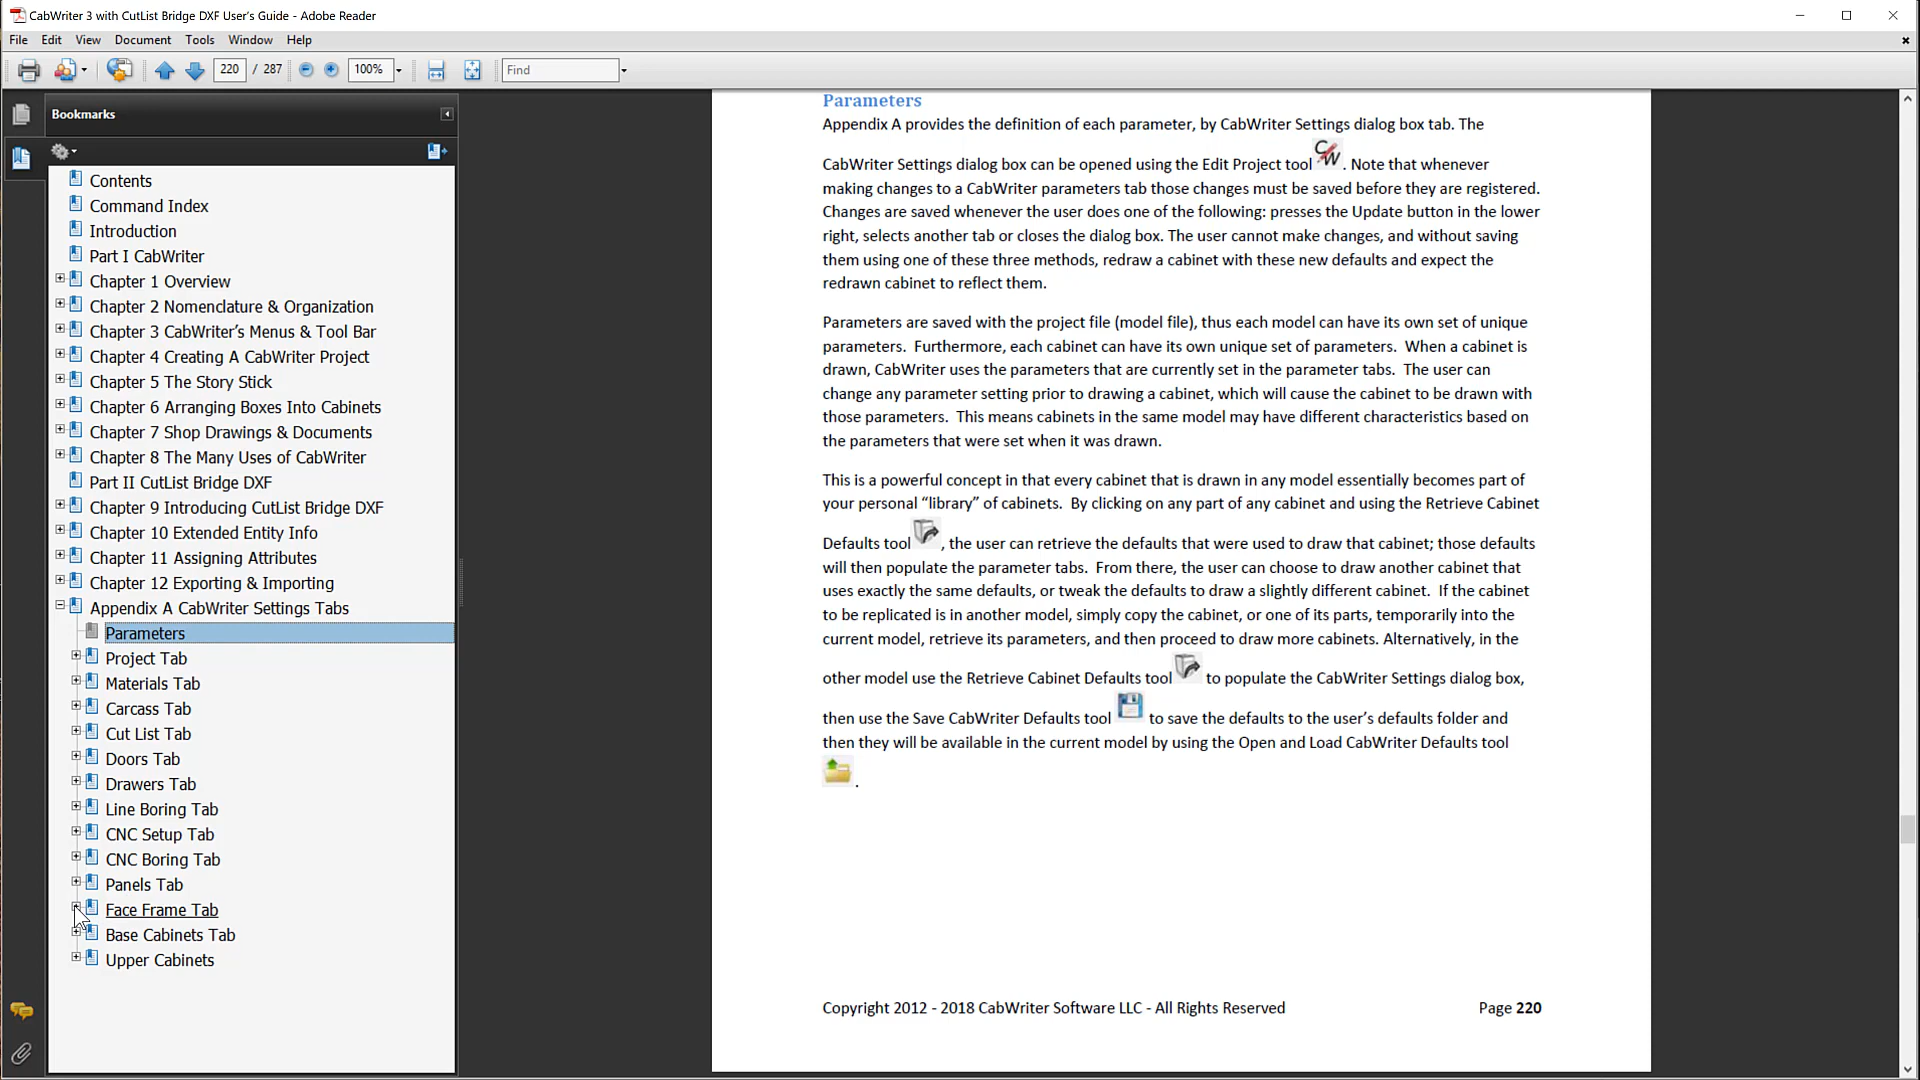 CabWriter 3 with CutList Bridge DXF User's Guide - Adobe Reader
File Edit View Document Tools Window Help
220 / 287 100% Find
Bookmarks
Contents
Command Index
Introduction
Part I CabWriter
Chapter 1 Overview
Chapter 2 Nomenclature & Organization
Chapter 3 CabWriter’s Menus & Tool Bar
Chapter 4 Creating A CabWriter Project
Chapter 5 The Story Stick
Chapter 6 Arranging Boxes Into Cabinets
Chapter 7 Shop Drawings & Documents
Chapter 8 The Many Uses of CabWriter
Part II CutList Bridge DXF
Chapter 9 Introducing CutList Bridge DXF
Chapter 10 Extended Entity Info
Chapter 11 Assigning Attributes
Chapter 12 Exporting & Importing
Appendix A CabWriter Settings Tabs
Parameters
Project Tab
Materials Tab
Carcass Tab
Cut List Tab
Doors Tab
Drawers Tab
Line Boring Tab
CNC Setup Tab
CNC Boring Tab
Panels Tab
Face Frame Tab
Base Cabinets Tab
Upper Cabinets
Parameters
Appendix A provides the definition of each parameter, by CabWriter Settings dialog box tab. The
CabWriter Settings dialog box can be opened using the Edit Project tool CW. Note that whenever
making changes to a CabWriter parameters tab those changes must be saved before they are registered.
Changes are saved whenever the user does one of the following: presses the Update button in the lower
right, selects another tab or closes the dialog box. The user cannot make changes, and without saving
them using one of these three methods, redraw a cabinet with these new defaults and expect the
redrawn cabinet to reflect them.
Parameters are saved with the project file (model file), thus each model can have its own set of unique
parameters. Furthermore, each cabinet can have its own unique set of parameters. When a cabinet is
drawn, CabWriter uses the parameters that are currently set in the parameter tabs. The user can
change any parameter setting prior to drawing a cabinet, which will cause the cabinet to be drawn with
those parameters. This means cabinets in the same model may have different characteristics based on
the parameters that were set when it was drawn.
This is a powerful concept in that every cabinet that is drawn in any model essentially becomes part of
your personal “library” of cabinets. By clicking on any part of any cabinet and using the Retrieve Cabinet
Defaults tool , the user can retrieve the defaults that were used to draw that cabinet; those defaults
will then populate the parameter tabs. From there, the user can choose to draw another cabinet that
uses exactly the same defaults, or tweak the defaults to draw a slightly different cabinet. If the cabinet
to be replicated is in another model, simply copy the cabinet, or one of its parts, temporarily into the
current model, retrieve its parameters, and then proceed to draw more cabinets. Alternatively, in the
other model use the Retrieve Cabinet Defaults tool to populate the CabWriter Settings dialog box,
then use the Save CabWriter Defaults tool to save the defaults to the user’s defaults folder and
then they will be available in the current model by using the Open and Load CabWriter Defaults tool
.
Copyright 2012 - 2018 CabWriter Software LLC - All Rights Reserved Page 220